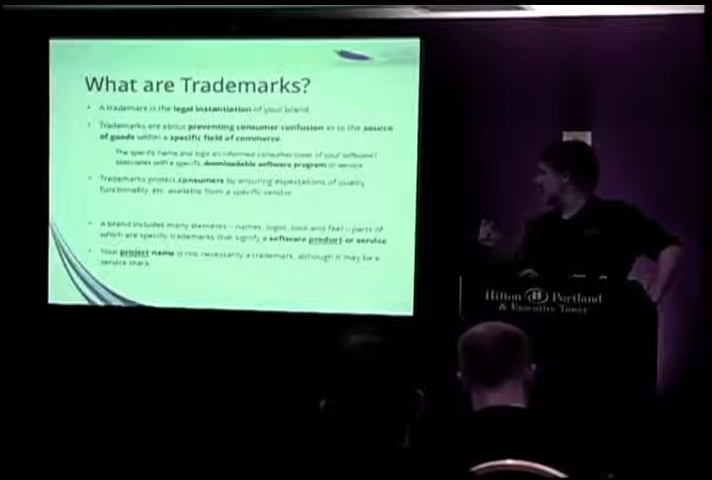 What are Trademarks?
A trademark is the legal instantiation of your brand
Trademarks are about preventing consumer confusion as to the source
of goods within a specific field of commerce
The specific name and logo an informed consumer of your software
associates with a specific downloadable software program or service
Trademarks protect consumers by ensuring expectations of quality
functionality, etc. available from a specific vendor
A brand includes many elements – names, logos, look and feel – parts of
which are specific trademarks that signify a software product or service
Your project name is not necessarily a trademark, although it may be a
service mark
Hilton Portland
& Executive Tower